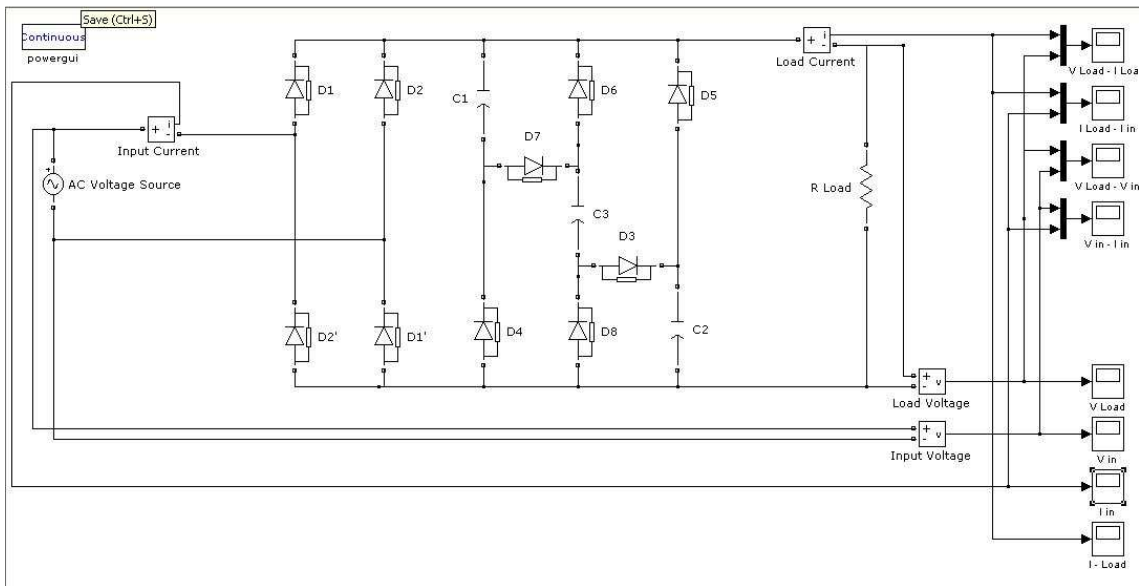 Save (Ctrl+S)
Continuous
powergui
D1
D2
C1
D6
D5
Load Current
V Load - I Loa
D7
I Load - I in
Input Current
AC Voltage Source
R Load
V Load - V in
C3
D3
V in - I in
D2'
D1'
D4
D8
C2
Load Voltage
V Load
Input Voltage
V in
I in
I - Load
+
-
i
+
-
i
+
+
-
v
+
-
v